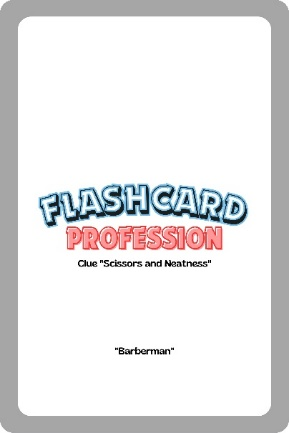 FLASHCARD
PROFESSION
Clue "Scissors and Neatness"
"Barberman"